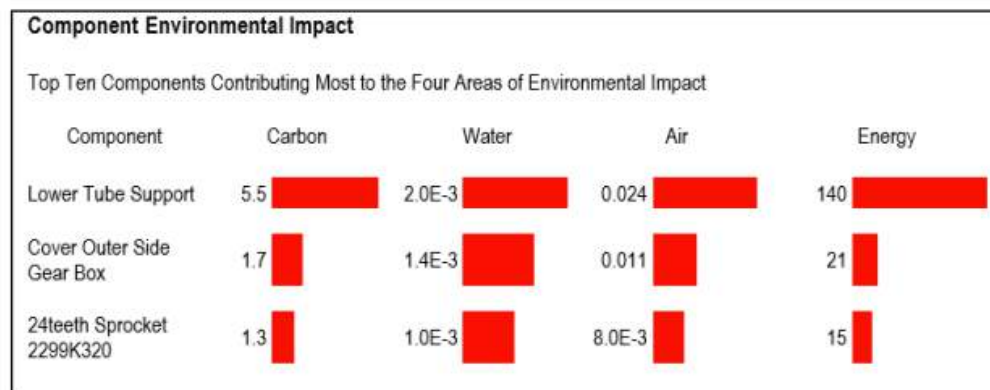 Component Environmental Impact
Top Ten Components Contributing Most to the Four Areas of Environmental Impact
Component Carbon Water Air Energy
Lower Tube Support 5.5 2.0E-3 0.024 140
Cover Outer Side
Gear Box 1.7 1.4E-3 0.011 21
24teeth Sprocket
2299K320 1.3 1.0E-3 8.0E-3 15